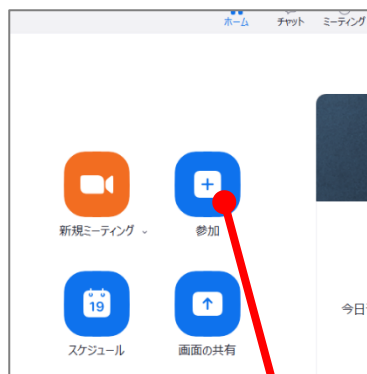 ホーム チャット ミーティング
新規ミーティング 参加
19
スケジュール 画面の共有
今日